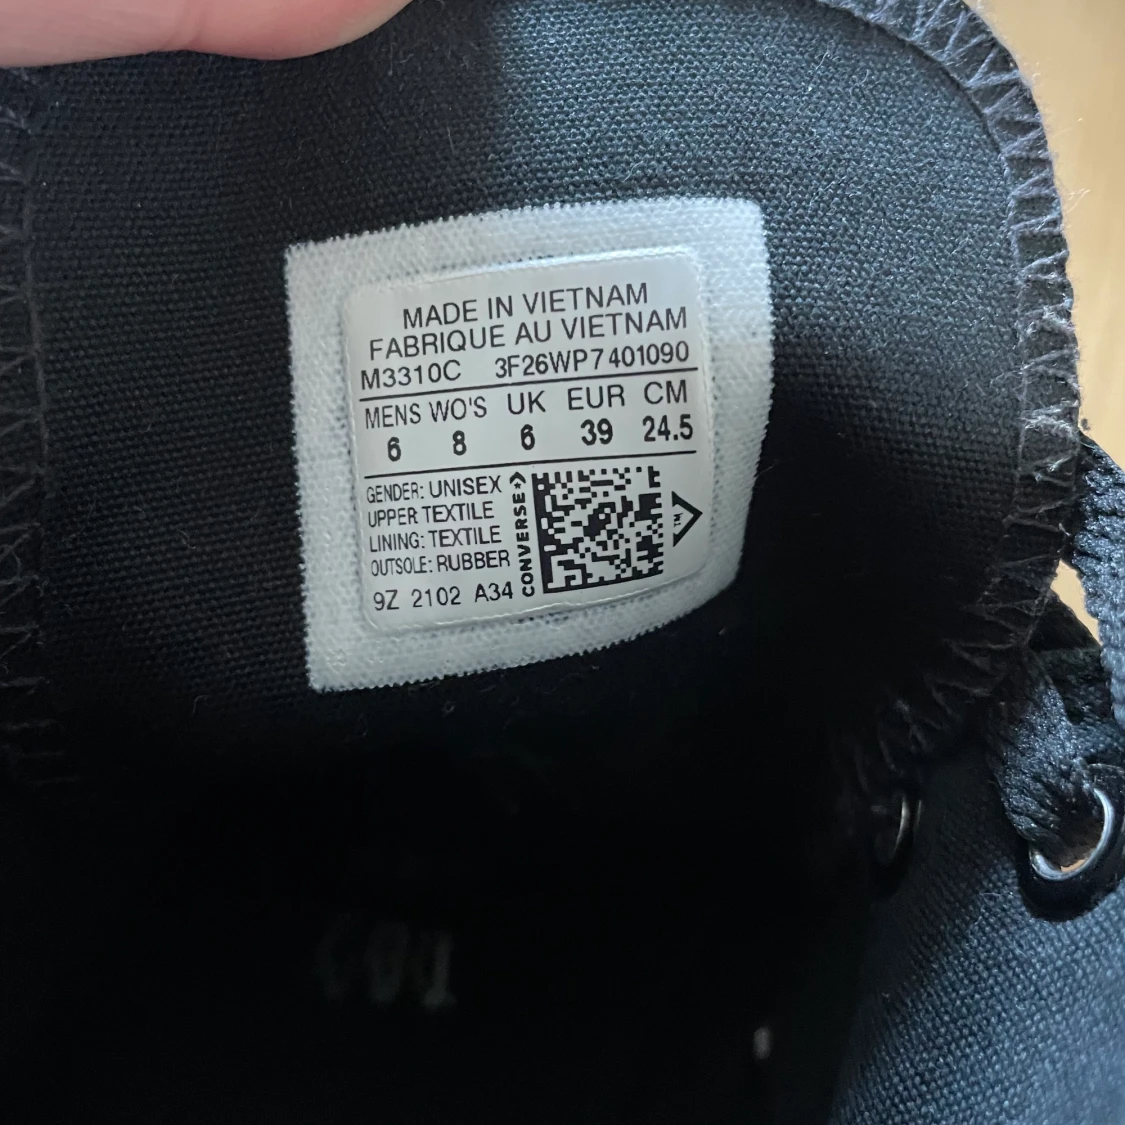 MADE IN VIETNAM
FABRIQUE AU VIETNAM
M3310C 3F26WP7401090
MENS WO'S UK EUR CM
6 8 6 39 24.5
GENDER: UNISEX
UPPER TEXTILE
LINING: TEXTILE
OUTSOLE: RUBBER
9Z 2102 A34
CONVERSE
TM